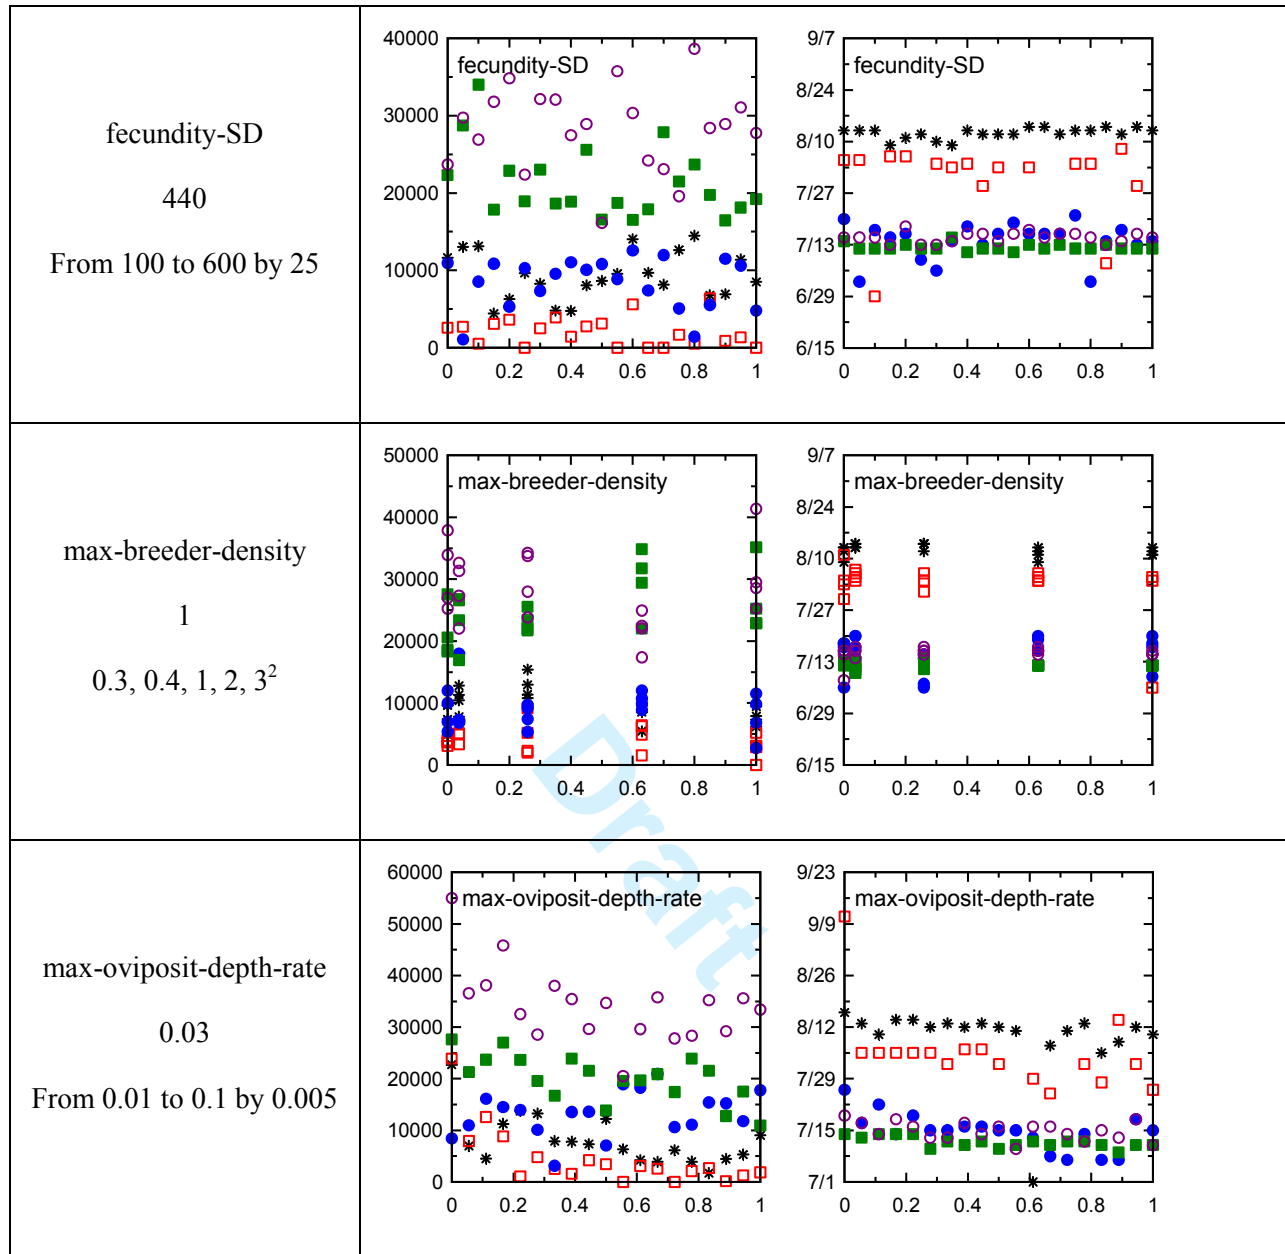 fecundity-SD
440
From 100 to 600 by 25
40000
30000
20000
10000
0
fecundity-SD
0 0.2 0.4 0.6 0.8 1
9/7
8/24
8/10
7/27
7/13
6/29
6/15
fecundity-SD
0 0.2 0.4 0.6 0.8 1
max-breeder-density
1
0.3, 0.4, 1, 2, 3²
50000
40000
30000
20000
10000
0
max-breeder-density
0 0.2 0.4 0.6 0.8 1
9/7
8/24
8/10
7/27
7/13
6/29
6/15
max-breeder-density
0 0.2 0.4 0.6 0.8 1
max-oviposit-depth-rate
0.03
From 0.01 to 0.1 by 0.005
60000
50000
40000
30000
20000
10000
0
max-oviposit-depth-rate
0 0.2 0.4 0.6 0.8 1
9/23
9/9
8/26
8/12
7/29
7/15
7/1
max-oviposit-depth-rate
0 0.2 0.4 0.6 0.8 1
Draft